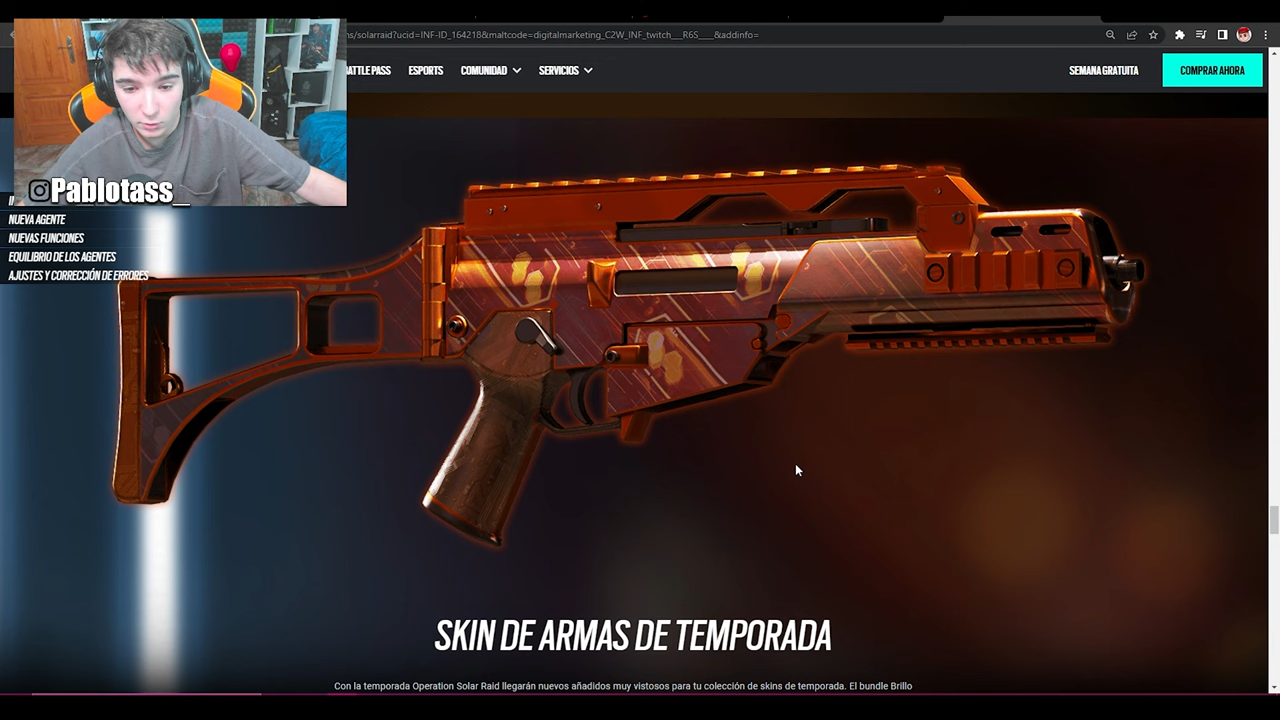 ns/solarraid?ucid=INF-ID_164218&maltcode=digitalmarketing_C2W_INF_twitch___R6S____&addinfo=
BATTLE PASS ESPORTS COMUNIDAD SERVICIOS SEMANA GRATUITA COMPRAR AHORA
Pablotass_
NUEVA AGENTE
NUEVAS FUNCIONES
EQUILIBRIO DE LOS AGENTES
AJUSTES Y CORRECCIÓN DE ERRORES
SKIN DE ARMAS DE TEMPORADA
Con la temporada Operation Solar Raid llegarán nuevos añadidos muy vistosos para tu colección de skins de temporada. El bundle Brillo